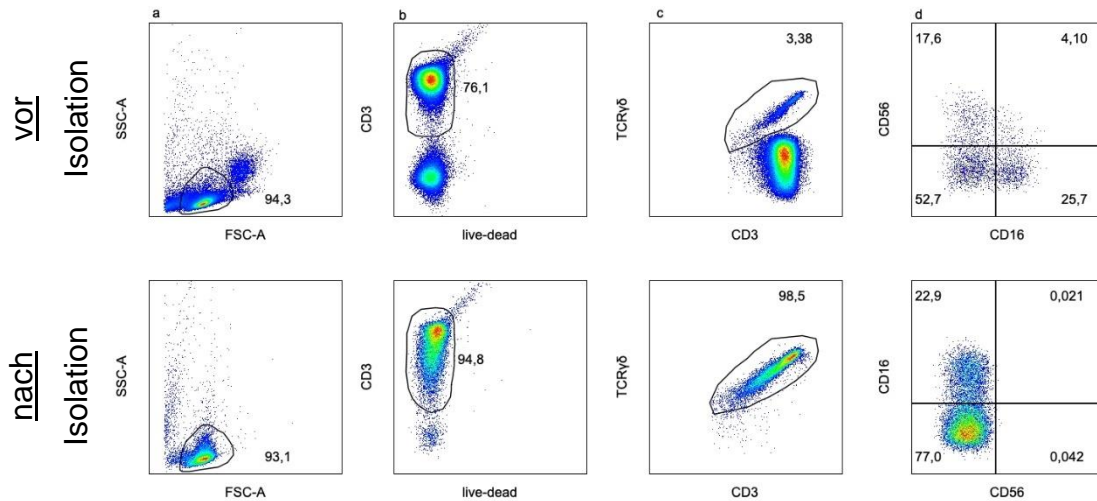 vor
Isolation
a
SSC-A
94,3
FSC-A
b
CD3
76,1
live-dead
c
3,38
TCRγδ
CD3
d
17,6 4,10
CD56
52,7 25,7
CD16
nach
Isolation
SSC-A
93,1
FSC-A
CD3
94,8
live-dead
98,5
TCRγδ
CD3
22,9 0,021
CD16
77,0 0,042
CD56